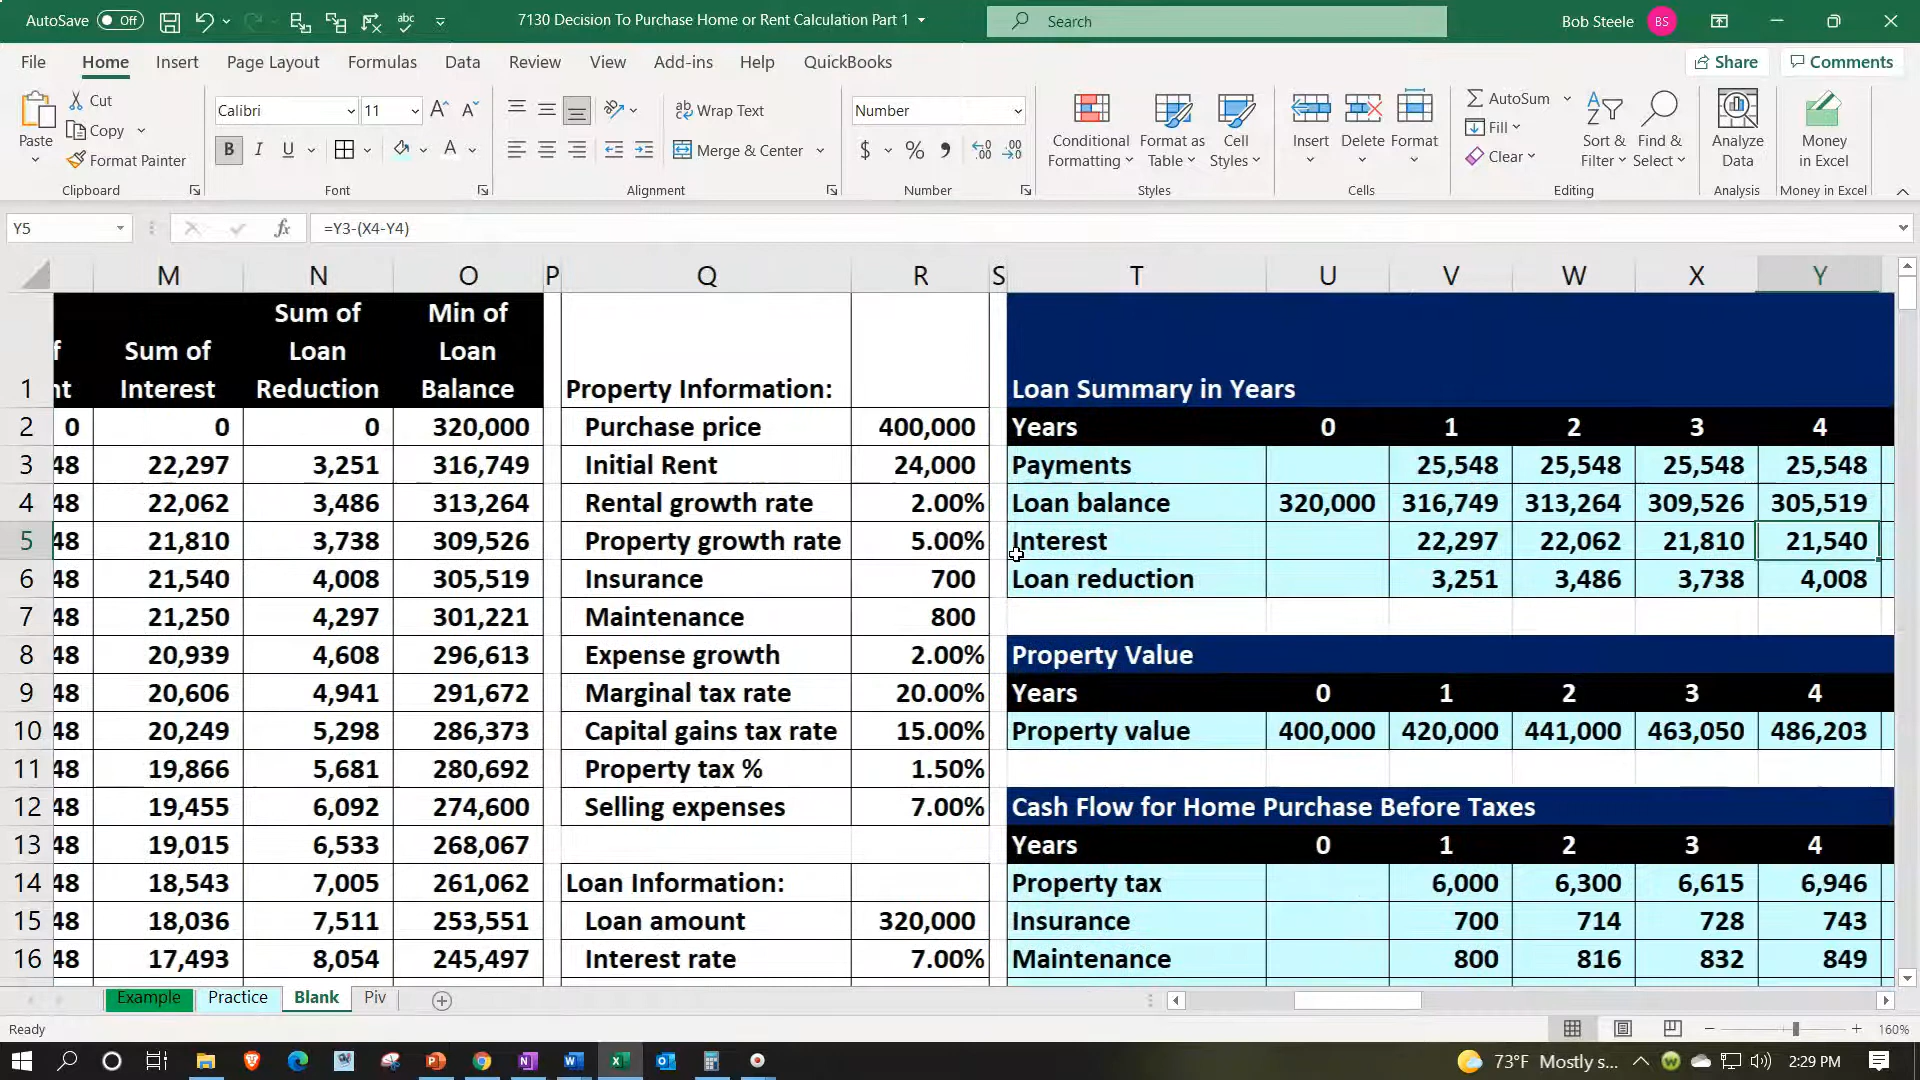 AutoSave Off 7130 Decision To Purchase Home or Rent Calculation Part 1 Search Bob Steele BS
File Home Insert Page Layout Formulas Data Review View Add-ins Help QuickBooks Share Comments
Paste Cut Copy Format Painter Clipboard
Calibri 11 B I U A Font
ab Wrap Text Merge & Center Alignment
Number $ % Number
Conditional Formatting Format as Table Cell Styles Styles
Insert Delete Format Cells
AutoSum Fill Clear Sort & Filter Find & Select Editing
Analyze Data Analysis
Money in Excel Money in Excel
Y5 fx =Y3-(X4-Y4)
M N O P Q R S T U V W X Y
1 f nt Sum of Interest Sum of Loan Reduction Min of Loan Balance Property Information: Loan Summary in Years
2 0 0 0 320,000 Purchase price 400,000 Years 0 1 2 3 4
3 48 22,297 3,251 316,749 Initial Rent 24,000 Payments 25,548 25,548 25,548 25,548
4 48 22,062 3,486 313,264 Rental growth rate 2.00% Loan balance 320,000 316,749 313,264 309,526 305,519
5 48 21,810 3,738 309,526 Property growth rate 5.00% Interest 22,297 22,062 21,810 21,540
6 48 21,540 4,008 305,519 Insurance 700 Loan reduction 3,251 3,486 3,738 4,008
7 48 21,250 4,297 301,221 Maintenance 800
8 48 20,939 4,608 296,613 Expense growth 2.00% Property Value
9 48 20,606 4,941 291,672 Marginal tax rate 20.00% Years 0 1 2 3 4
10 48 20,249 5,298 286,373 Capital gains tax rate 15.00% Property value 400,000 420,000 441,000 463,050 486,203
11 48 19,866 5,681 280,692 Property tax % 1.50%
12 48 19,455 6,092 274,600 Selling expenses 7.00% Cash Flow for Home Purchase Before Taxes
13 48 19,015 6,533 268,067 Years 0 1 2 3 4
14 48 18,543 7,005 261,062 Loan Information: Property tax 6,000 6,300 6,615 6,946
15 48 18,036 7,511 253,551 Loan amount 320,000 Insurance 700 714 728 743
16 48 17,493 8,054 245,497 Interest rate 7.00% Maintenance 800 816 832 849
Example Practice Blank Piv
Ready 160%
73°F Mostly s... 2:29 PM